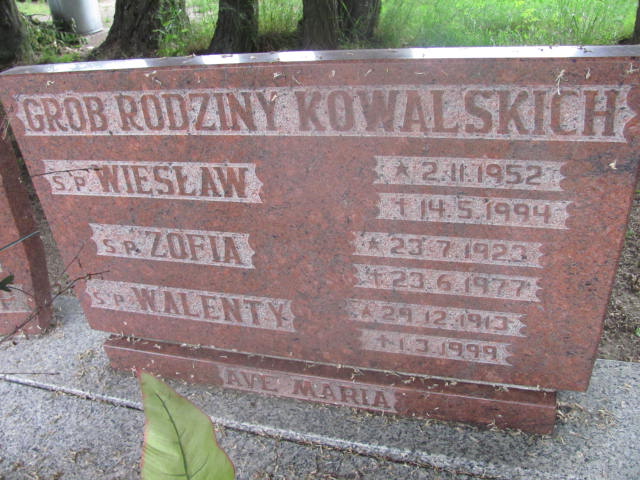 GRÓB RODZINY KOWALSKICH
Ś.P. WIESŁAW
★ 2.11.1952
† 14.5.1994
Ś.P. ZOFIA
★ 23.7.1923
† 23.6.1977
Ś.P. WALENTY
★ 29.12.1913
† 1.3.1999
AVE MARIA